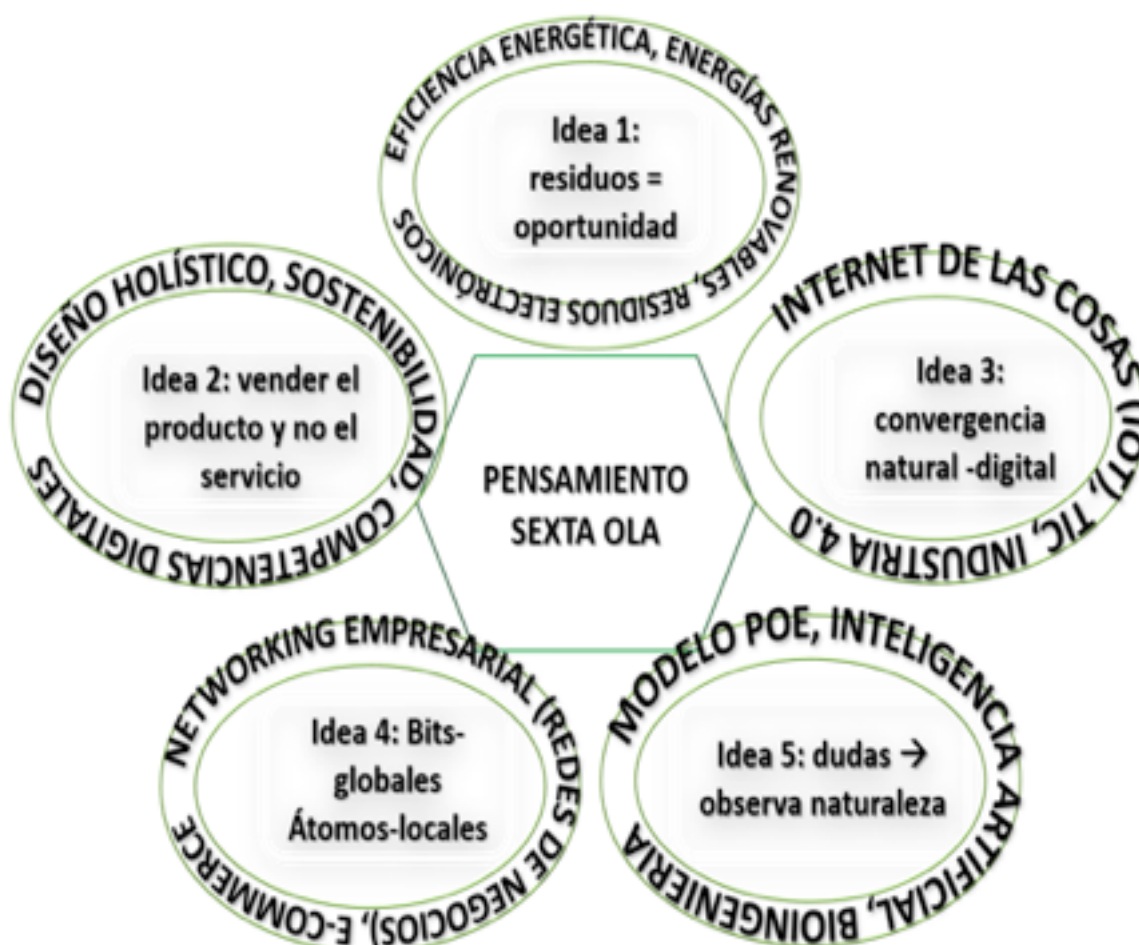 EFICIENCIA ENERGÉTICA, ENERGÍAS RENOVABLES, RESIDUOS ELECTRÓNICOS
Idea 1:
residuos =
oportunidad
DISEÑO HOLÍSTICO, SOSTENIBILIDAD, COMPETENCIAS DIGITALES
Idea 2: vender el
producto y no el
servicio
INTERNET DE LAS COSAS (IOT), TIC, INDUSTRIA 4.0
Idea 3:
convergencia
natural -digital
PENSAMIENTO
SEXTA OLA
NETWORKING EMPRESARIAL (REDES DE NEGOCIOS), E-COMMERCE
Idea 4: Bits-
globales
Átomos-locales
MODELO POE, INTELIGENCIA ARTIFICIAL, BIOINGENIERIA
Idea 5: dudas →
observa naturaleza